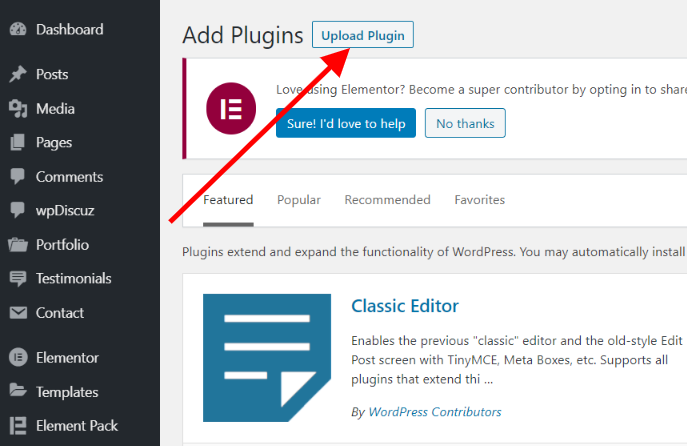 Dashboard
Posts
Media
Pages
Comments
wpDiscuz
Portfolio
Testimonials
Contact
Elementor
Templates
Element Pack
Add Plugins Upload Plugin
Love using Elementor? Become a super contributor by opting in to share
Sure! I'd love to help No thanks
Featured Popular Recommended Favorites
Plugins extend and expand the functionality of WordPress. You may automatically install
Classic Editor
Enables the previous "classic" editor and the old-style Edit
Post screen with TinyMCE, Meta Boxes, etc. Supports all
plugins that extend thi ...
By WordPress Contributors